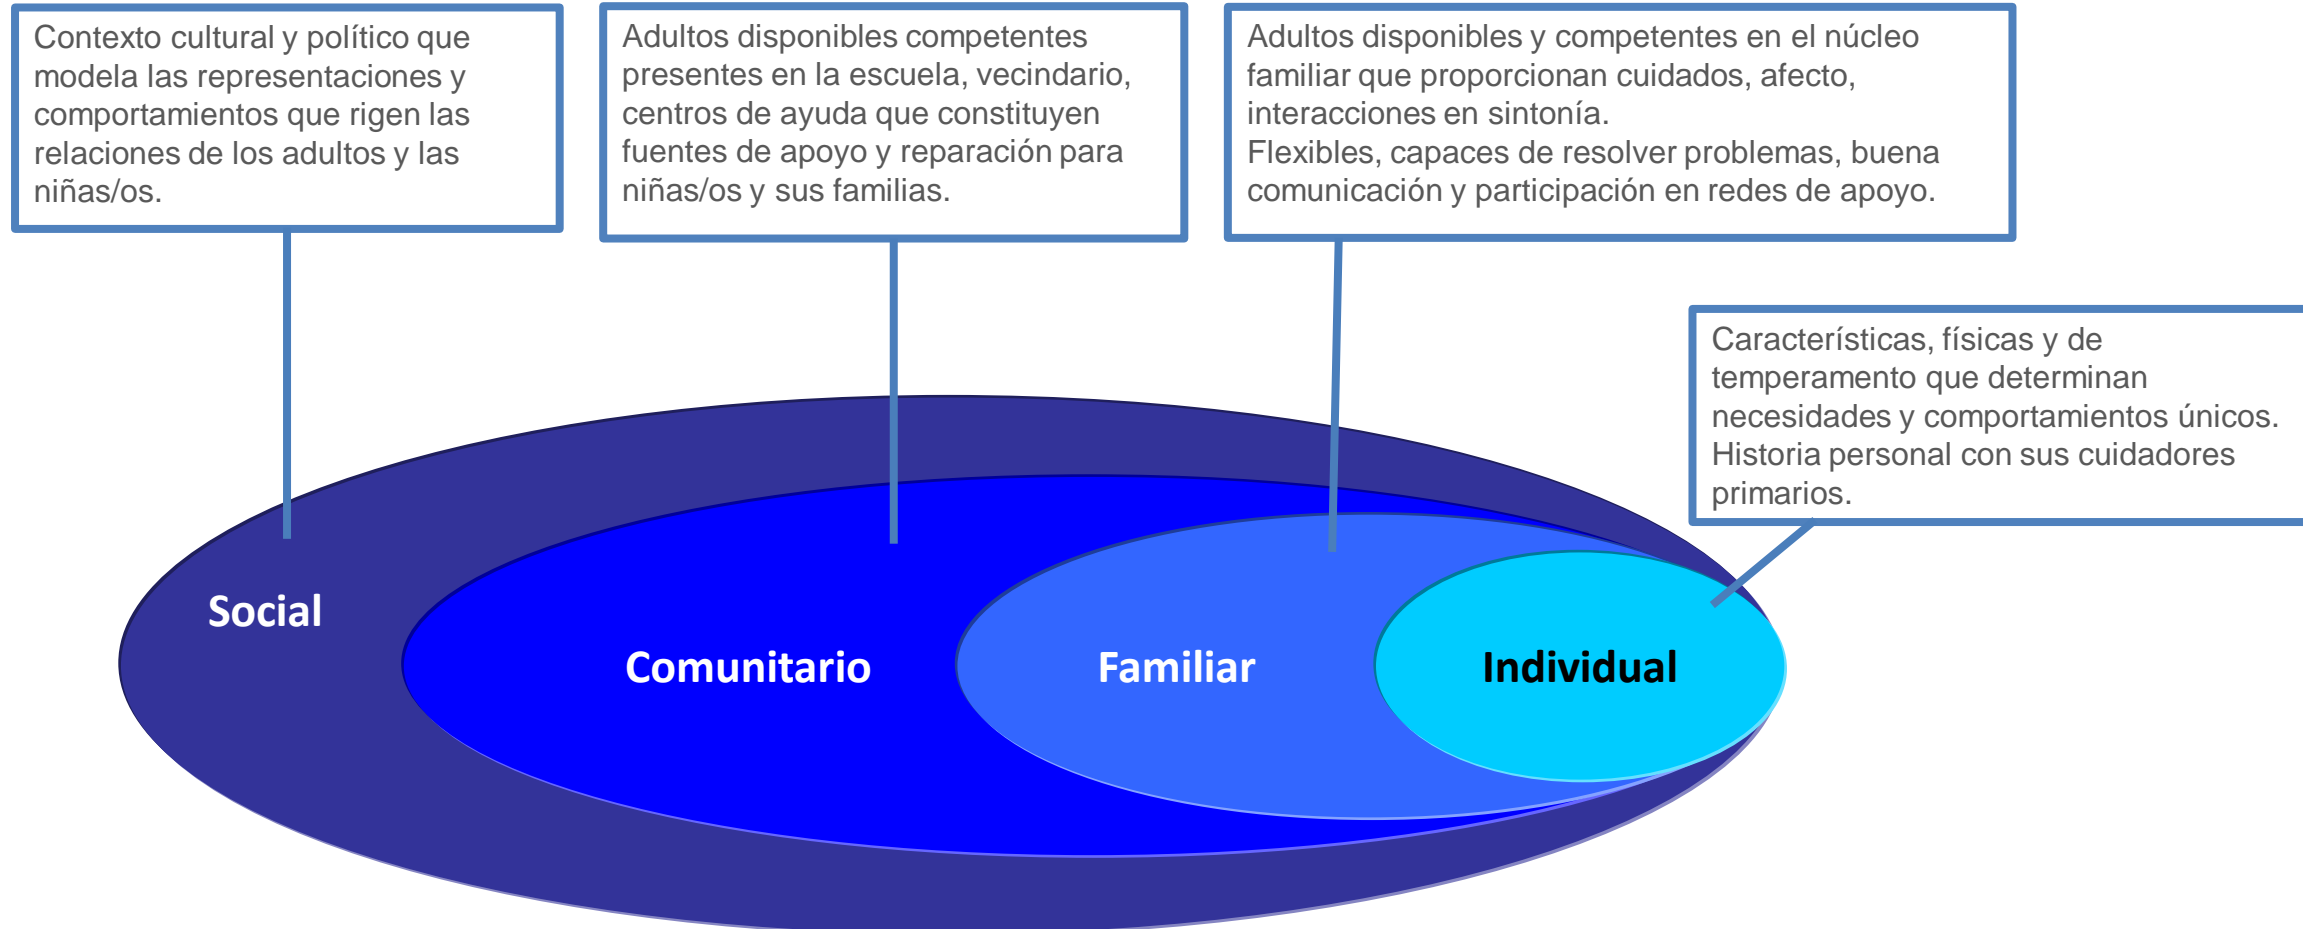 Contexto cultural y político que
modela las representaciones y
comportamientos que rigen las
relaciones de los adultos y las
niñas/os.
Adultos disponibles competentes
presentes en la escuela, vecindario,
centros de ayuda que constituyen
fuentes de apoyo y reparación para
niñas/os y sus familias.
Adultos disponibles y competentes en el núcleo
familiar que proporcionan cuidados, afecto,
interacciones en sintonía.
Flexibles, capaces de resolver problemas, buena
comunicación y participación en redes de apoyo.
Características, físicas y de
temperamento que determinan
necesidades y comportamientos únicos.
Historia personal con sus cuidadores
primarios.
Social
Comunitario
Familiar
Individual